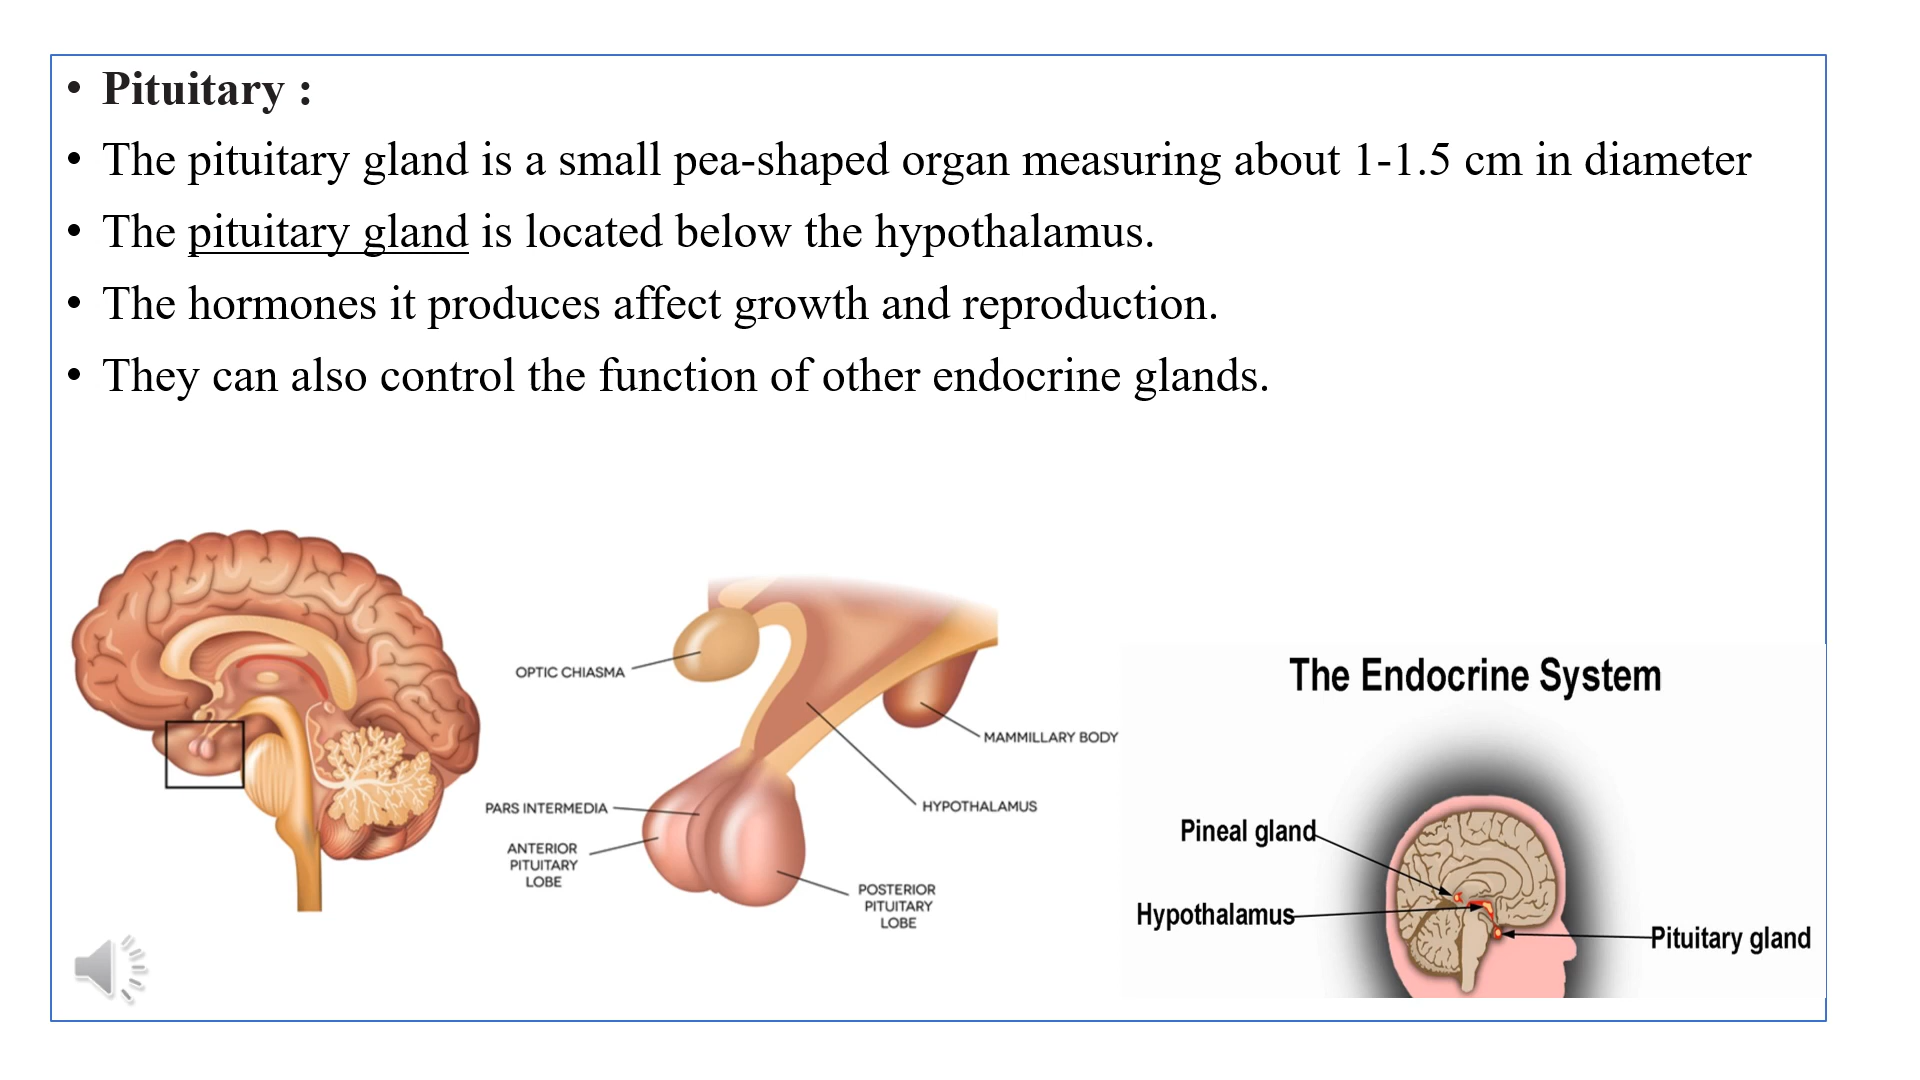 • Pituitary :
• The pituitary gland is a small pea-shaped organ measuring about 1-1.5 cm in diameter
• The pituitary gland is located below the hypothalamus.
• The hormones it produces affect growth and reproduction.
• They can also control the function of other endocrine glands.
OPTIC CHIASMA
MAMMILLARY BODY
HYPOTHALAMUS
PARS INTERMEDIA
ANTERIOR
PITUITARY
LOBE
POSTERIOR
PITUITARY
LOBE
The Endocrine System
Pineal gland
Hypothalamus
Pituitary gland